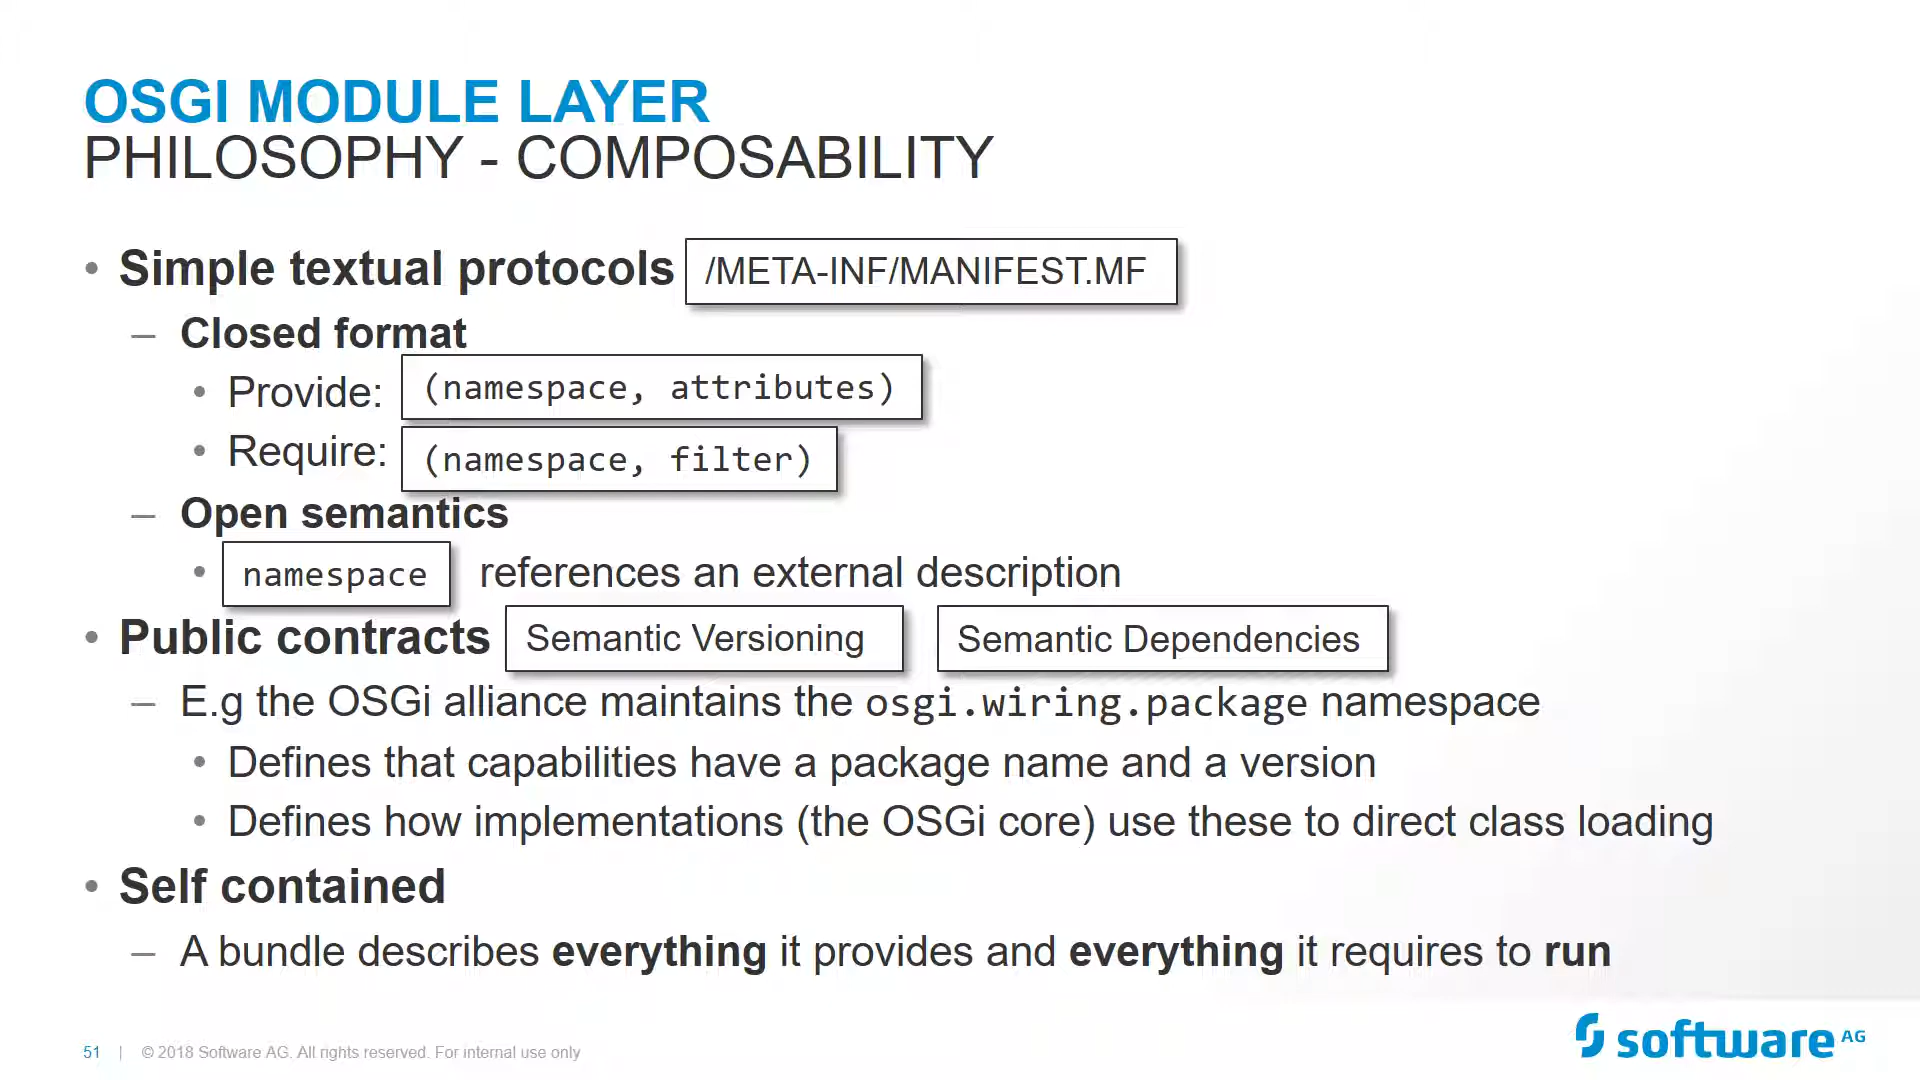 OSGI MODULE LAYER
PHILOSOPHY - COMPOSABILITY
• Simple textual protocols /META-INF/MANIFEST.MF
– Closed format
• Provide: (namespace, attributes)
• Require: (namespace, filter)
– Open semantics
• namespace references an external description
• Public contracts Semantic Versioning Semantic Dependencies
– E.g the OSGi alliance maintains the osgi.wiring.package namespace
• Defines that capabilities have a package name and a version
• Defines how implementations (the OSGi core) use these to direct class loading
• Self contained
– A bundle describes everything it provides and everything it requires to run
51 | © 2018 Software AG. All rights reserved. For internal use only
software AG